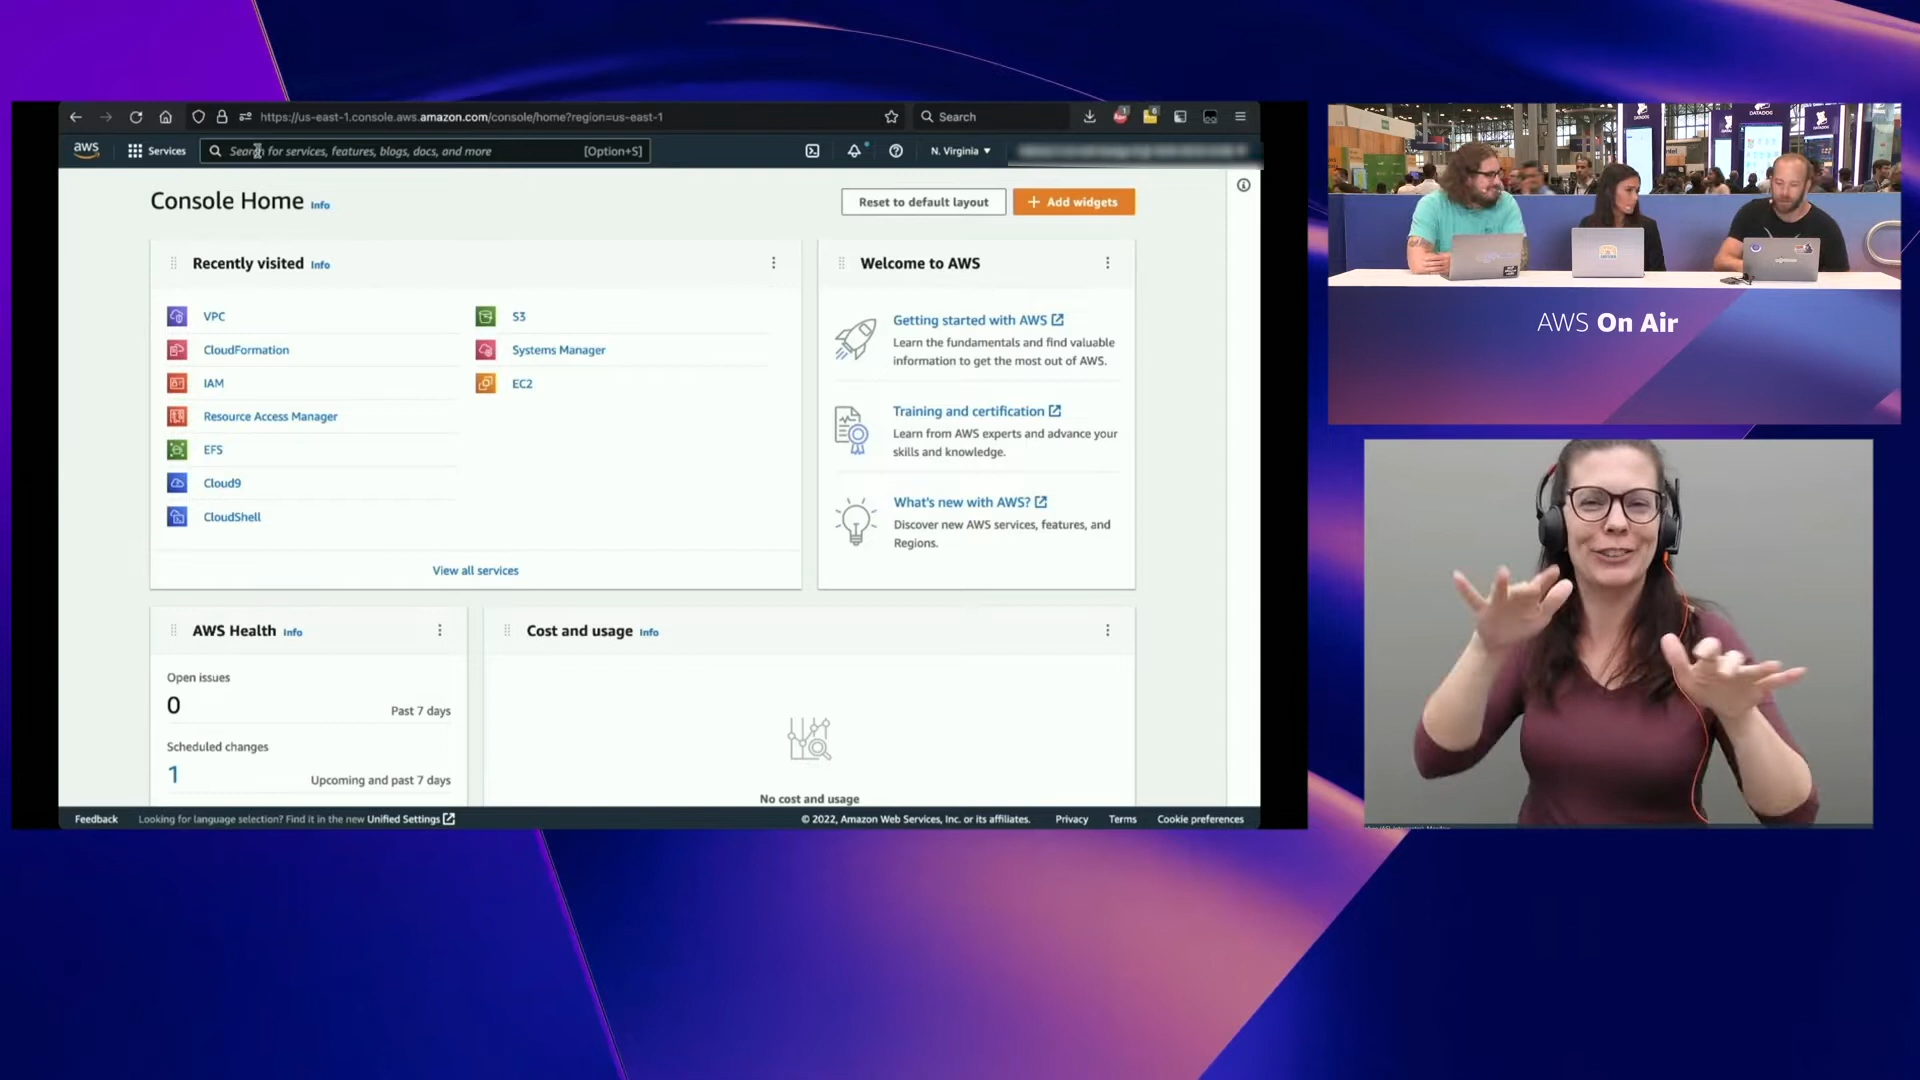 https://us-east-1.console.aws.amazon.com/console/home?region=us-east-1
Search
aws
Services
Search for services, features, blogs, docs, and more
[Option+S]
N. Virginia
Console Home Info
Reset to default layout
+ Add widgets
Recently visited Info
VPC
CloudFormation
IAM
Resource Access Manager
EFS
Cloud9
CloudShell
S3
Systems Manager
EC2
View all services
Welcome to AWS
Getting started with AWS
Learn the fundamentals and find valuable
information to get the most out of AWS.
Training and certification
Learn from AWS experts and advance your
skills and knowledge.
What's new with AWS?
Discover new AWS services, features, and
Regions.
AWS Health Info
Open issues
0
Past 7 days
Scheduled changes
1
Upcoming and past 7 days
Cost and usage Info
No cost and usage
Feedback
Looking for language selection? Find it in the new Unified Settings
© 2022, Amazon Web Services, Inc. or its affiliates.
Privacy
Terms
Cookie preferences
DATADOG
DATADOG
DATADOG
intel
AWS On Air